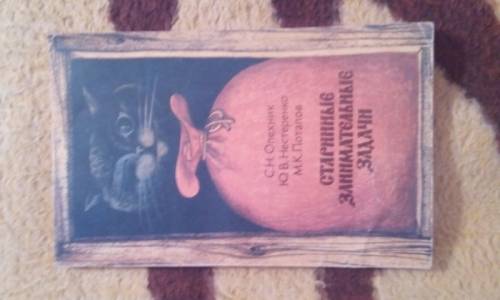 С.Н.Олехник
Ю.В.Нестеренко
М.К.Потапов
СТАРИННЫЕ
ЗАНИМАТЕЛЬНЫЕ
ЗАДАЧИ